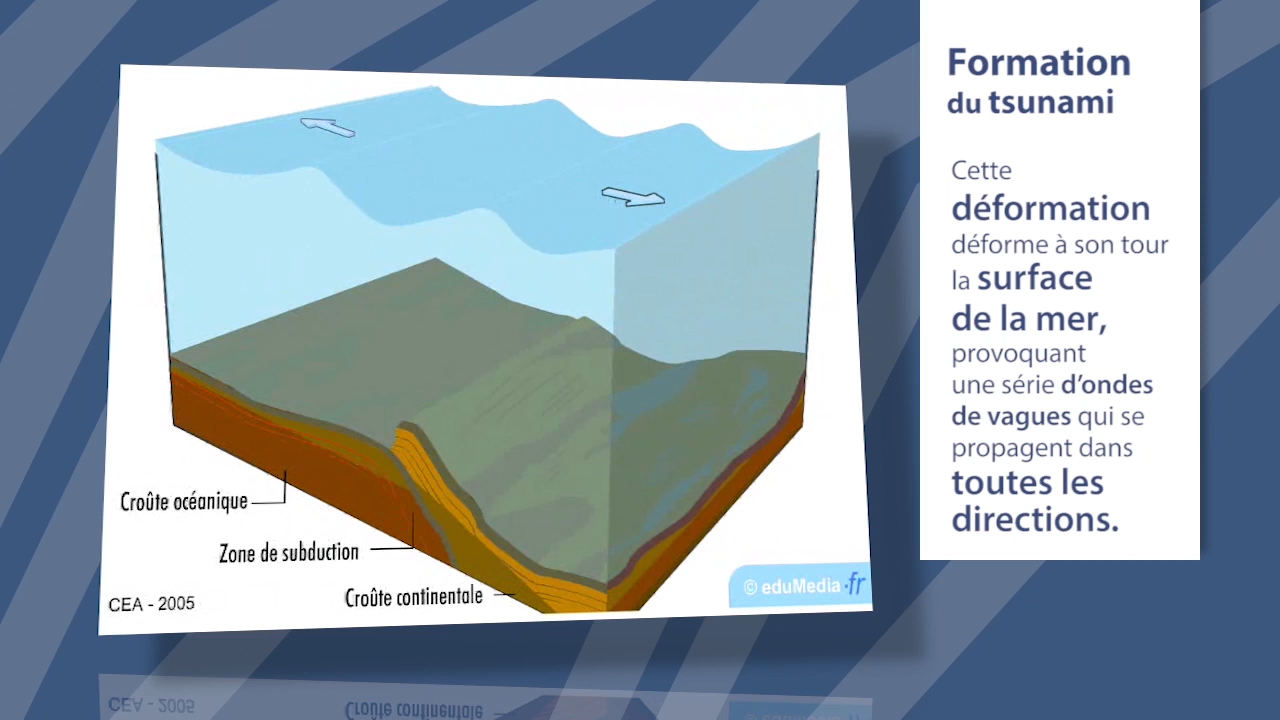 Formation
du tsunami
Cette
déformation
déforme à son tour
la surface
de la mer,
provoquant
une série d’ondes
de vagues qui se
propagent dans
toutes les
directions.
Croûte océanique
Zone de subduction
Croûte continentale
CEA - 2005
© eduMedia.fr